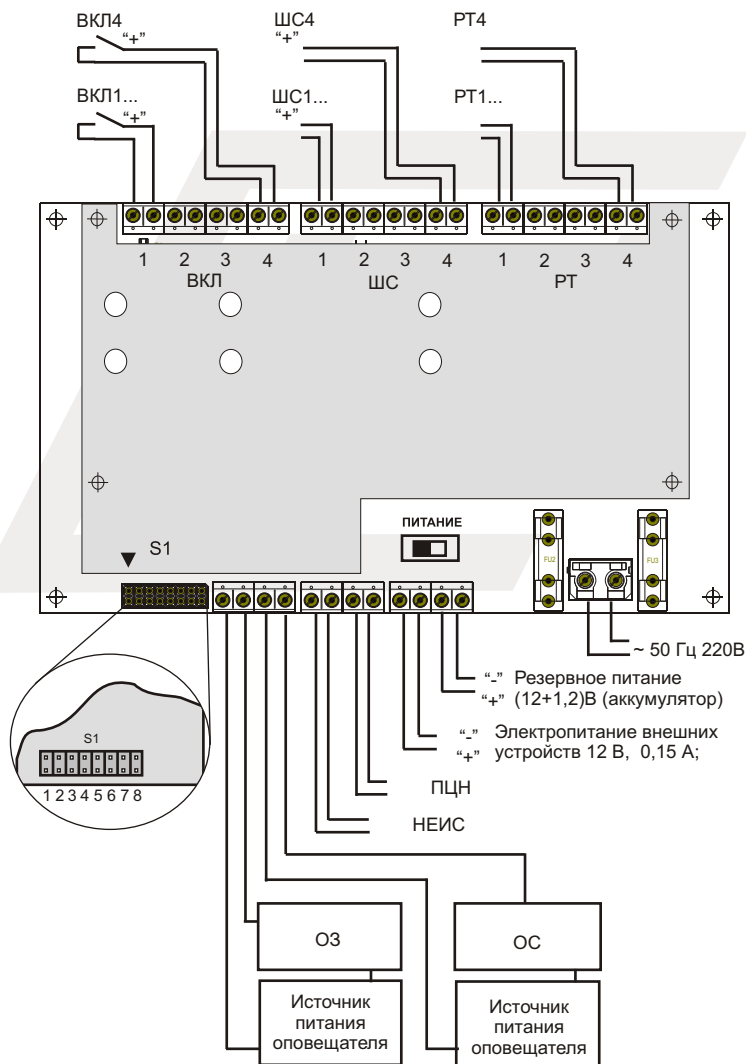 ВКЛ4 ШС4 РТ4
“+” “+”
ВКЛ1... ШС1... РТ1...
“+” “+”
1 2 3 4 1 2 3 4 1 2 3 4
ВКЛ ШС РТ
ПИТАНИЕ
S1
FU2 FU3
~ 50 Гц 220В
“-” Резервное питание
“+” (12+1,2)В (аккумулятор)
“-” Электропитание внешних
“+” устройств 12 В, 0,15 А;
S1
1 2 3 4 5 6 7 8
ПЦН
НЕИС
ОЗ ОС
Источник
питания
оповещателя
Источник
питания
оповещателя